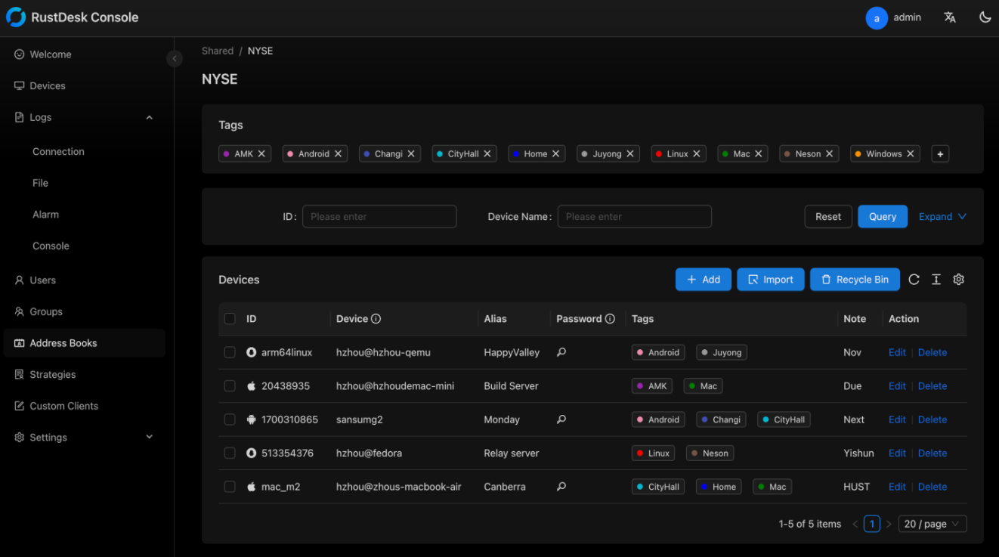 RustDesk Console
a admin
Welcome
Devices
Logs
Connection
File
Alarm
Console
Users
Groups
Address Books
Strategies
Custom Clients
Settings
Shared / NYSE
NYSE
Tags
AMK Android Changi CityHall Home Juyong Linux Mac Neson Windows +
ID: Please enter Device Name: Please enter Reset Query Expand
Devices + Add Import Recycle Bin
ID Device Alias Password Tags Note Action
arm64linux hzhou@hzhou-qemu HappyValley Android Juyong Nov Edit Delete
20438935 hzhou@hzhoudemac-mini Build Server AMK Mac Due Edit Delete
1700310865 sansumg2 Monday Android Changi CityHall Next Edit Delete
513354376 hzhou@fedora Relay server Linux Neson Yishun Edit Delete
mac_m2 hzhou@zhous-macbook-air Canberra CityHall Home Mac HUST Edit Delete
1-5 of 5 items < 1 > 20 / page